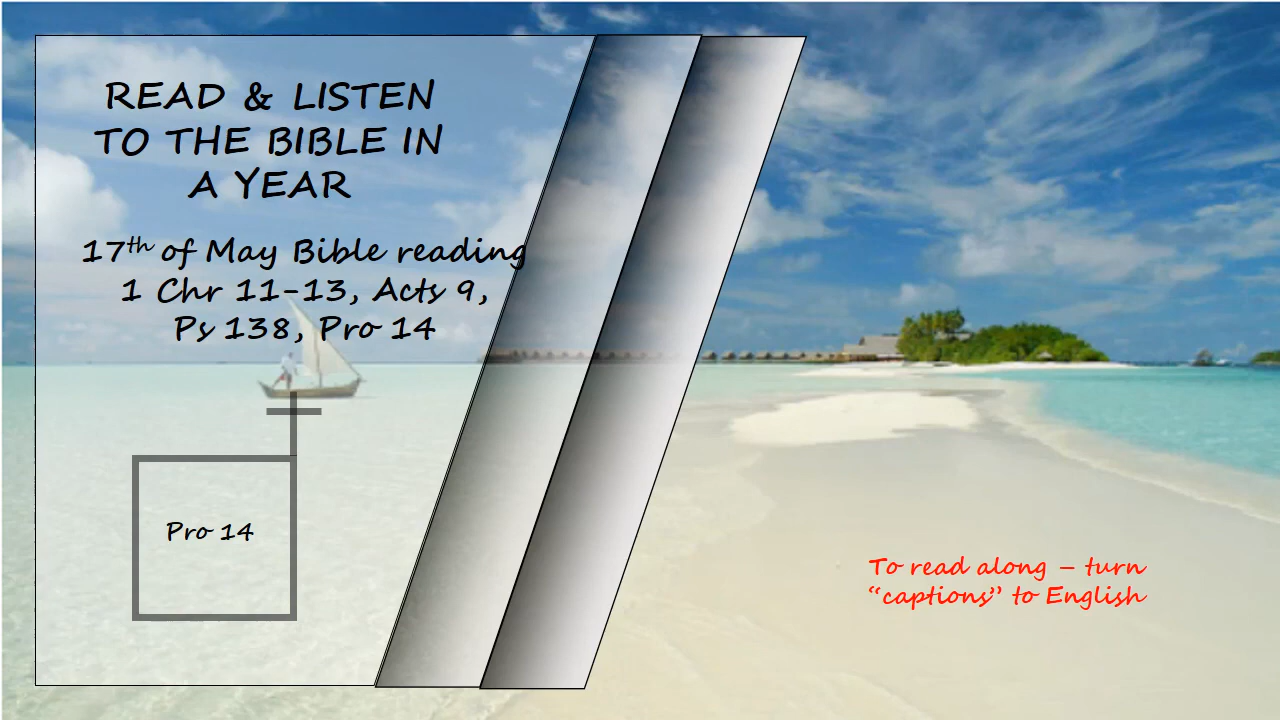 READ & LISTEN
TO THE BIBLE IN
A YEAR
17th of May Bible reading
1 Chr 11-13, Acts 9,
Ps 138, Pro 14
Pro 14
To read along – turn
“captions” to English